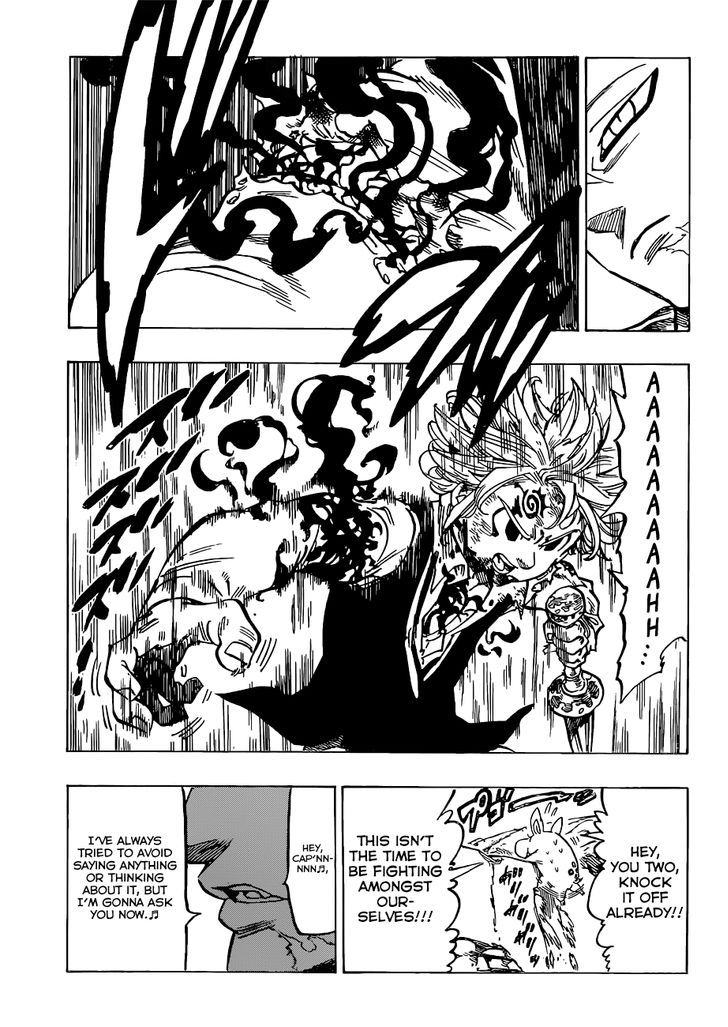 AAAAAAAAAAHH...
HEY,
YOU TWO,
KNOCK
IT OFF
ALREADY!!
THIS ISN'T
THE TIME TO
BE FIGHTING
AMONGST
OUR-
SELVES!!!
HEY,
CAP'NN-
NNN♫,
I'VE ALWAYS
TRIED TO AVOID
SAYING ANYTHING
OR THINKING
ABOUT IT, BUT
I'M GONNA ASK
YOU NOW.♫